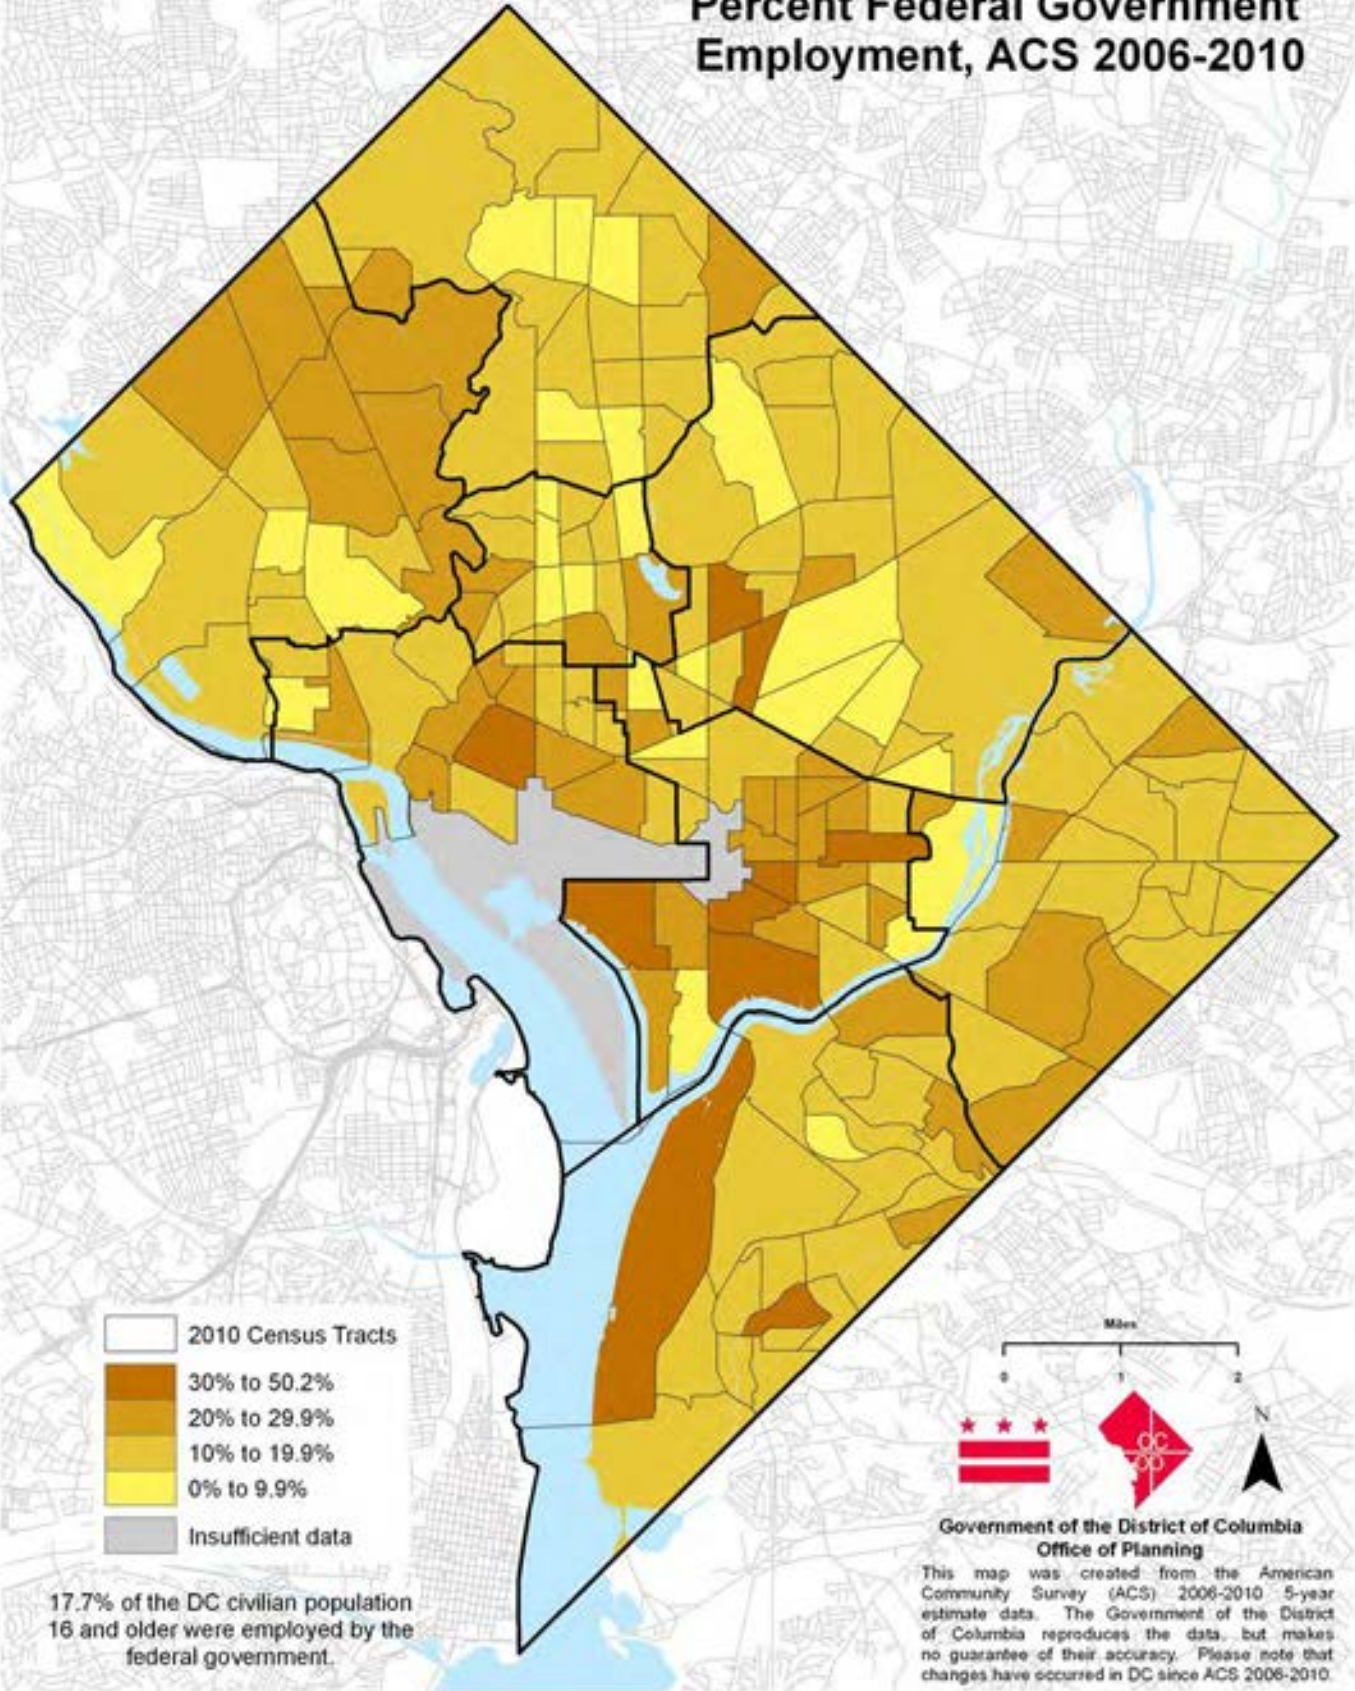 Percent Federal Government
Employment, ACS 2006-2010
2010 Census Tracts
30% to 50.2%
20% to 29.9%
10% to 19.9%
0% to 9.9%
Insufficient data
17.7% of the DC civilian population
16 and older were employed by the
federal government.
Miles
0 1 2
N
DC
OP
Government of the District of Columbia
Office of Planning
This map was created from the American
Community Survey (ACS) 2006-2010 5-year
estimate data. The Government of the District
of Columbia reproduces the data, but makes
no guarantee of their accuracy. Please note that
changes have occurred in DC since ACS 2006-2010.